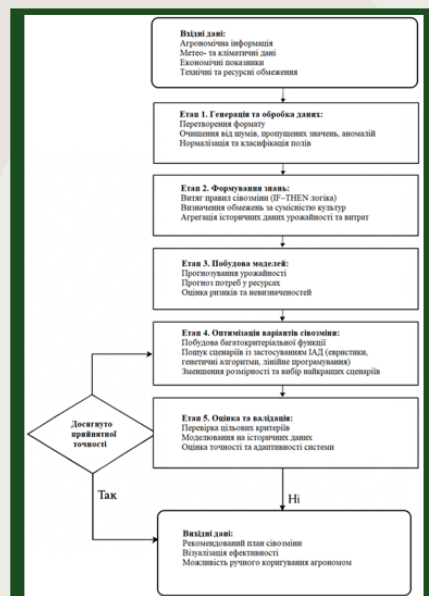 Вхідні дані:
Агрономічна інформація
Метео- та кліматичні дані
Економічні показники
Технічні та ресурсні обмеження
Етап 1. Генерація та обробка даних:
Перетворення формату
Очищення від шумів, пропущених значень, аномалій
Нормалізація та класифікація полів
Етап 2. Формування знань:
Витяг правил сівозміни (IF–THEN логіка)
Визначення обмежень за сумісністю культур
Агрегація історичних даних урожайності та витрат
Етап 3. Побудова моделей:
Прогнозування урожайності
Прогноз потреб у ресурсах
Оцінка ризиків та невизначеностей
Етап 4. Оптимізація варіантів сівозміни:
Побудова багатокритеріальної функції
Пошук сценаріїв із застосуванням ІАД (евристики,
генетичні алгоритми, лінійне програмування)
Зменшення розмірності та вибір найкращих сценаріїв
Досягнуто
прийнятної
точності
Етап 5. Оцінка та валідація:
Перевірка цільових критеріїв
Моделювання на історичних даних
Оцінка точності та адаптивності системи
Так
Ні
Вихідні дані:
Рекомендований план сівозміни
Візуалізація ефективності
Можливість ручного коригування агрономом